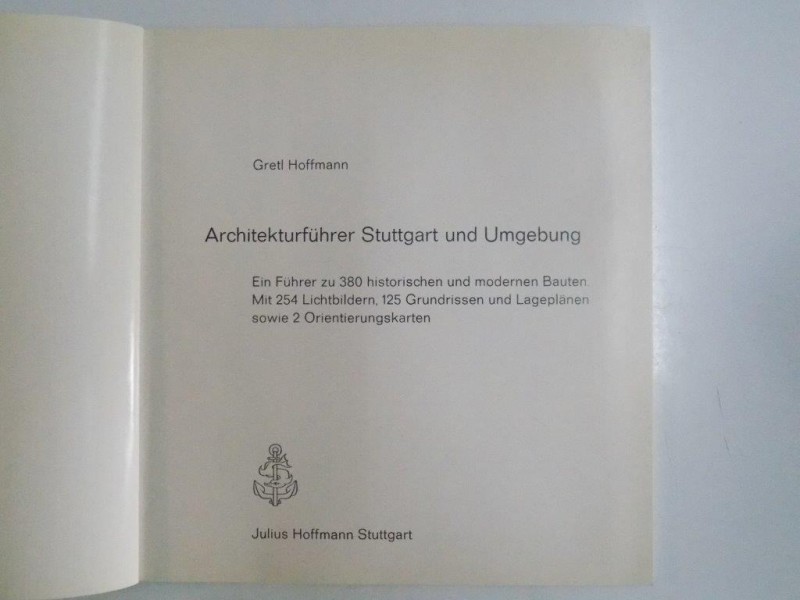 Gretl Hoffmann
Architekturführer Stuttgart und Umgebung
Ein Führer zu 380 historischen und modernen Bauten.
Mit 254 Lichtbildern, 125 Grundrissen und Lageplänen
sowie 2 Orientierungskarten
Julius Hoffmann Stuttgart